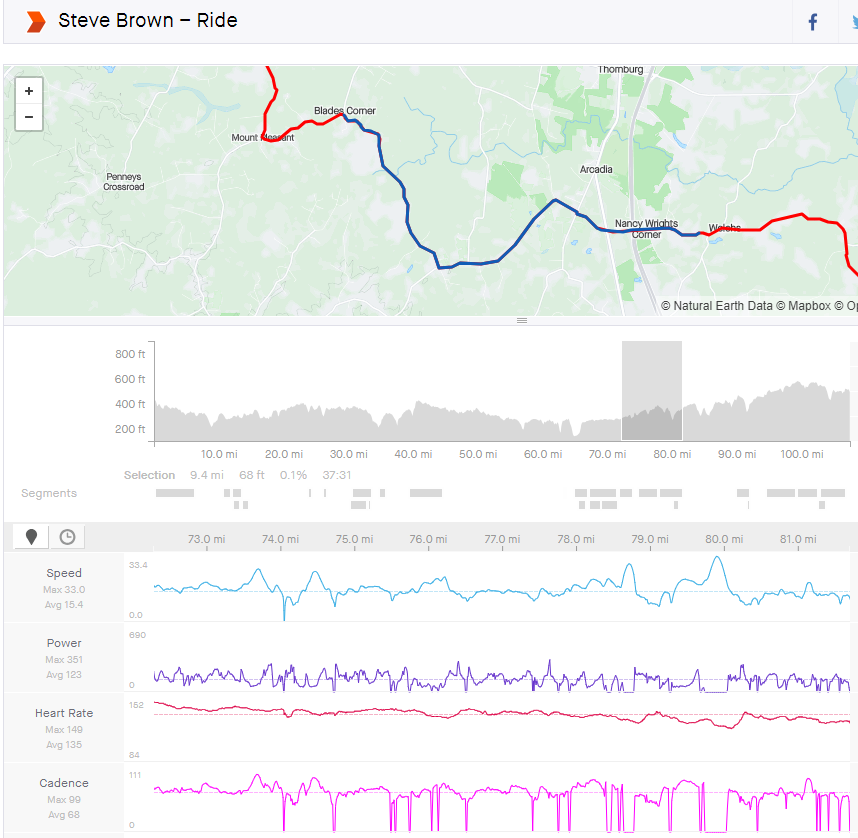 Steve Brown – Ride
+
−
Thornburg
Blades Corner
Mount Pleasant
Penneys
Crossroad
Arcadia
Nancy Wrights
Corner
Welchs
© Natural Earth Data © Mapbox © Op
800 ft
600 ft
400 ft
200 ft
10.0 mi 20.0 mi 30.0 mi 40.0 mi 50.0 mi 60.0 mi 70.0 mi 80.0 mi 90.0 mi 100.0 mi
Selection 9.4 mi 68 ft 0.1% 37:31
Segments
73.0 mi 74.0 mi 75.0 mi 76.0 mi 77.0 mi 78.0 mi 79.0 mi 80.0 mi 81.0 mi
Speed
Max 33.0
Avg 15.4
33.4
0.0
Power
Max 351
Avg 123
690
0
Heart Rate
Max 149
Avg 135
152
84
Cadence
Max 99
Avg 68
111
0